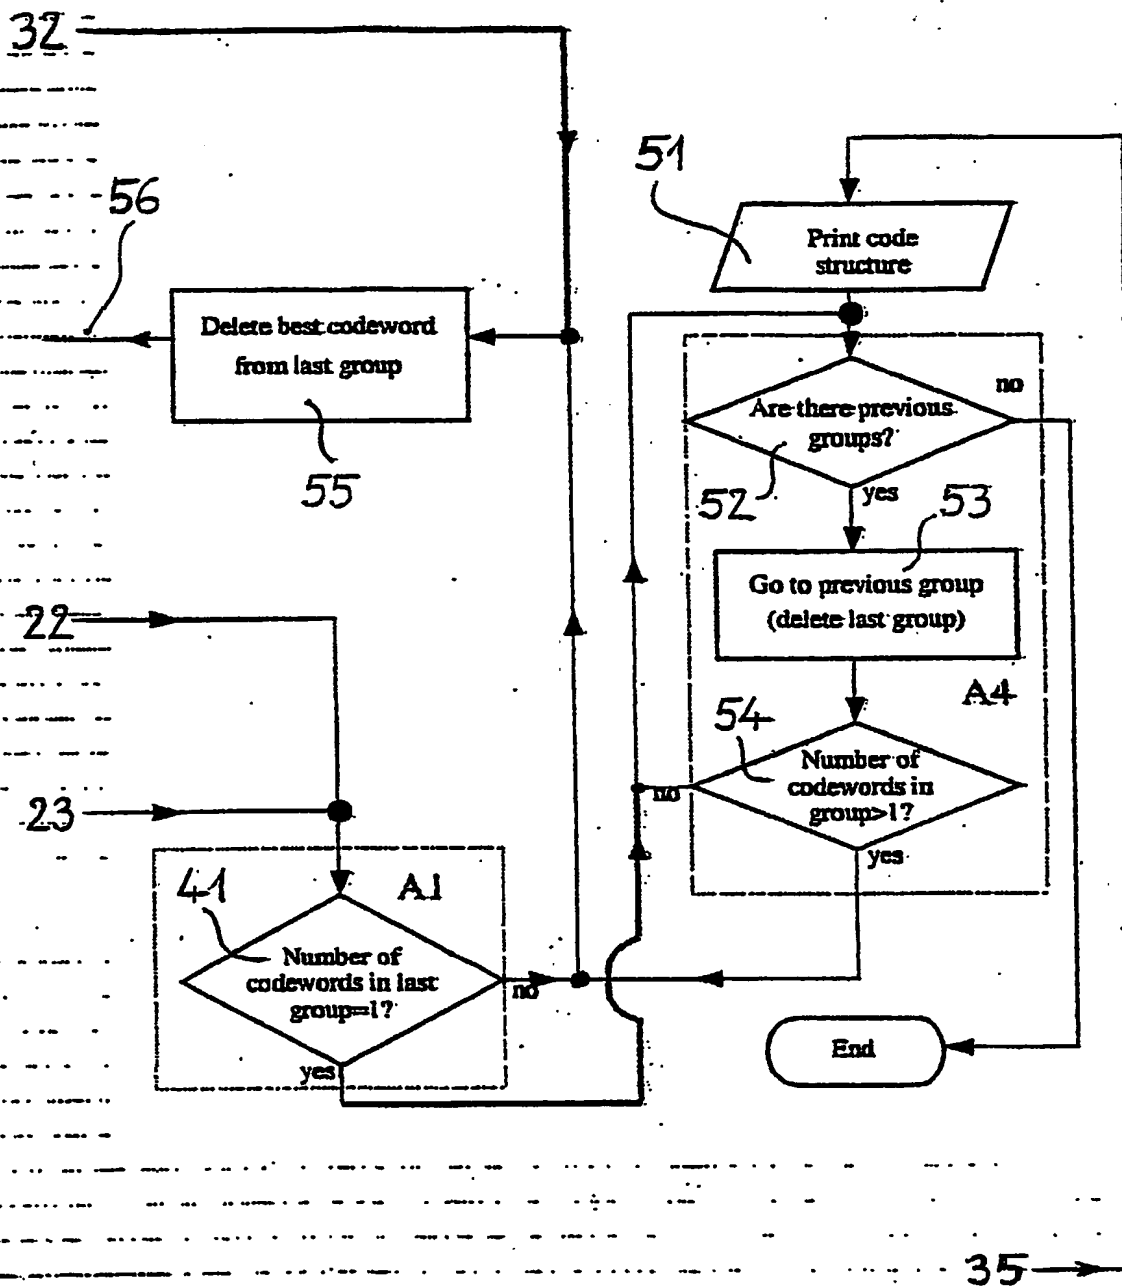 32
51
56
Print code
structure
Delete best codeword
from last group
no
Are there previous
groups?
55
52
yes
53
Go to previous group
(delete last group)
22
A4
54
Number of
codewords in
group>1?
no
23
yes
41
A1
Number of
codewords in last
group=1?
no
End
yes
35